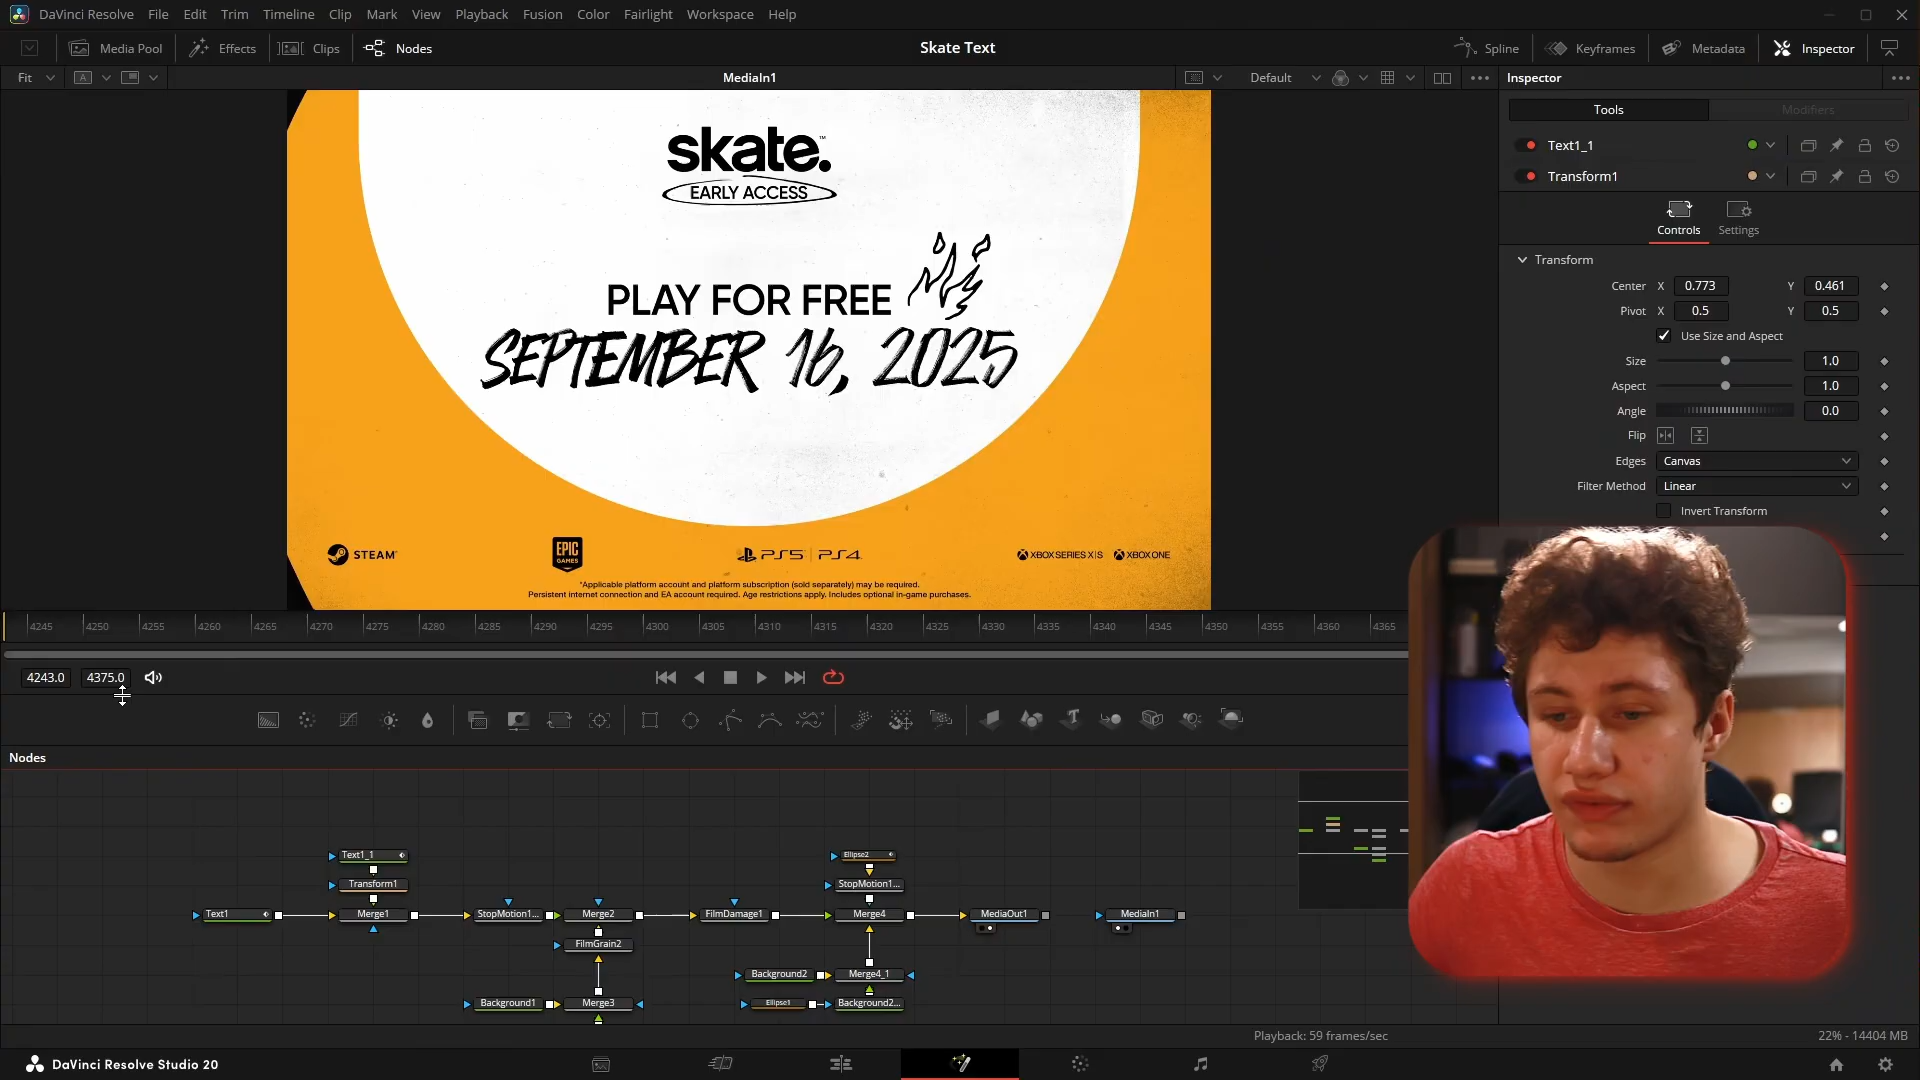 DaVinci Resolve File Edit Trim Timeline Clip Mark View Playback Fusion Color Fairlight Workspace Help
Media Pool Effects Clips Nodes Skate Text Spline Keyframes Metadata Inspector
Fit A MediaIn1 Default Inspector
Tools Modifiers
Text1_1
Transform1
Controls Settings
Transform
Center X 0.773 Y 0.461
Pivot X 0.5 Y 0.5
Use Size and Aspect
Size 1.0
Aspect 1.0
Angle 0.0
Flip
Edges Canvas
Filter Method Linear
Invert Transform
skate.™
EARLY ACCESS
PLAY FOR FREE
SEPTEMBER 16, 2025
STEAM EPIC GAMES PS5 | PS4 XBOX SERIES X|S XBOX ONE
*Applicable platform account and platform subscription (sold separately) may be required.
Persistent internet connection and EA account required. Age restrictions apply. Includes optional in-game purchases.
4245 4250 4255 4260 4265 4270 4275 4280 4285 4290 4295 4300 4305 4310 4315 4320 4325 4330 4335 4340 4345 4350 4355 4360 4365
4243.0 4375.0
Nodes
Text1_1 Ellipse2
Transform1 StopMotion1...
Text1 Merge1 StopMotion1... Merge2 FilmDamage1 Merge4 MediaOut1 MediaIn1
FilmGrain2
Background2 Merge4_1
Background1 Merge3 Ellipse1 Background2...
Playback: 59 frames/sec 22% - 14404 MB
DaVinci Resolve Studio 20